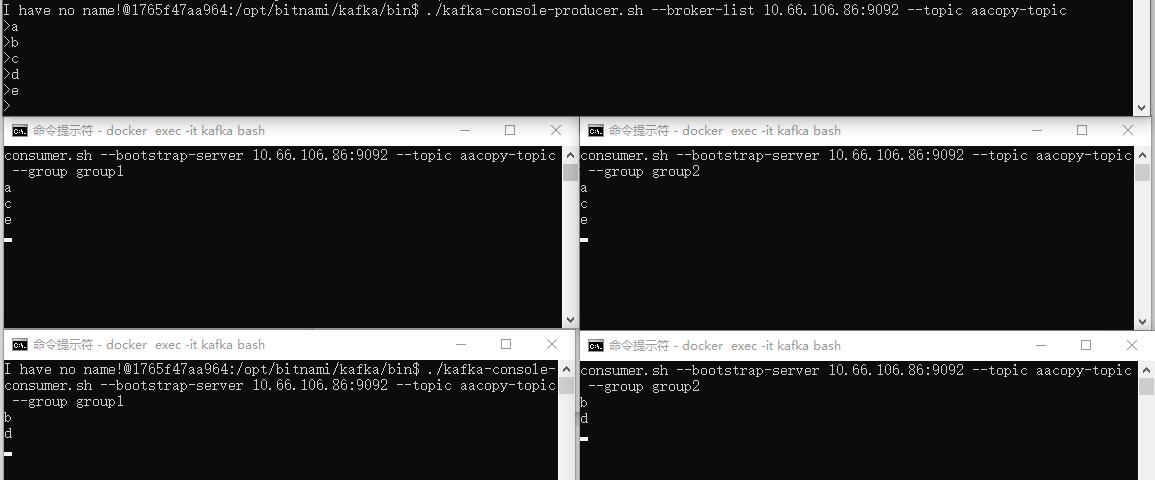 I have no name!@1765f47aa964:/opt/bitnami/kafka/bin$ ./kafka-console-producer.sh --broker-list 10.66.106.86:9092 --topic aacopy-topic
>a
>b
>c
>d
>e
>
命令提示符 - docker  exec -it kafka bash
consumer.sh --bootstrap-server 10.66.106.86:9092 --topic aacopy-topic
 --group group1
a
c
e
命令提示符 - docker  exec -it kafka bash
consumer.sh --bootstrap-server 10.66.106.86:9092 --topic aacopy-topic
 --group group2
a
c
e
命令提示符 - docker  exec -it kafka bash
I have no name!@1765f47aa964:/opt/bitnami/kafka/bin$ ./kafka-console-
consumer.sh --bootstrap-server 10.66.106.86:9092 --topic aacopy-topic
 --group group1
b
d
命令提示符 - docker  exec -it kafka bash
consumer.sh --bootstrap-server 10.66.106.86:9092 --topic aacopy-topic
 --group group2
b
d